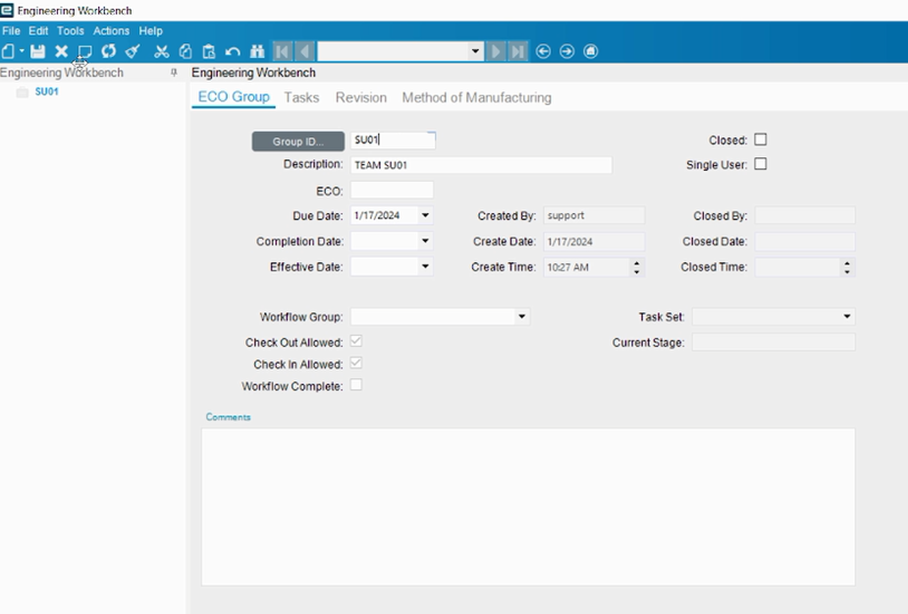 Engineering Workbench
File Edit Tools Actions Help
Engineering Workbench
SU01
Engineering Workbench
ECO Group Tasks Revision Method of Manufacturing
Group ID... SU01 Closed:
Description: TEAM SU01 Single User:
ECO:
Due Date: 1/17/2024 Created By: support Closed By:
Completion Date: Create Date: 1/17/2024 Closed Date:
Effective Date: Create Time: 10:27 AM Closed Time:
Workflow Group: Task Set:
Check Out Allowed: Current Stage:
Check In Allowed:
Workflow Complete:
Comments